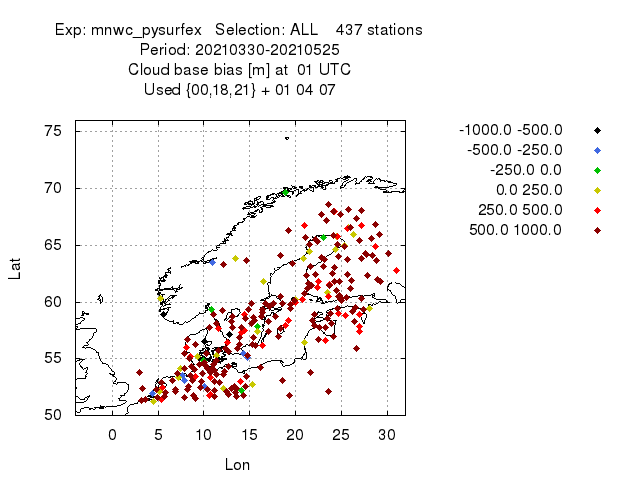 Exp: mnwc_pysurfex   Selection: ALL    437 stations
Period: 20210330-20210525
Cloud base bias [m] at  01 UTC
Used {00,18,21} + 01 04 07
-1000.0 -500.0
-500.0 -250.0
-250.0 0.0
0.0 250.0
250.0 500.0
500.0 1000.0
75
70
65
60
55
50
Lat
0 5 10 15 20 25 30
Lon